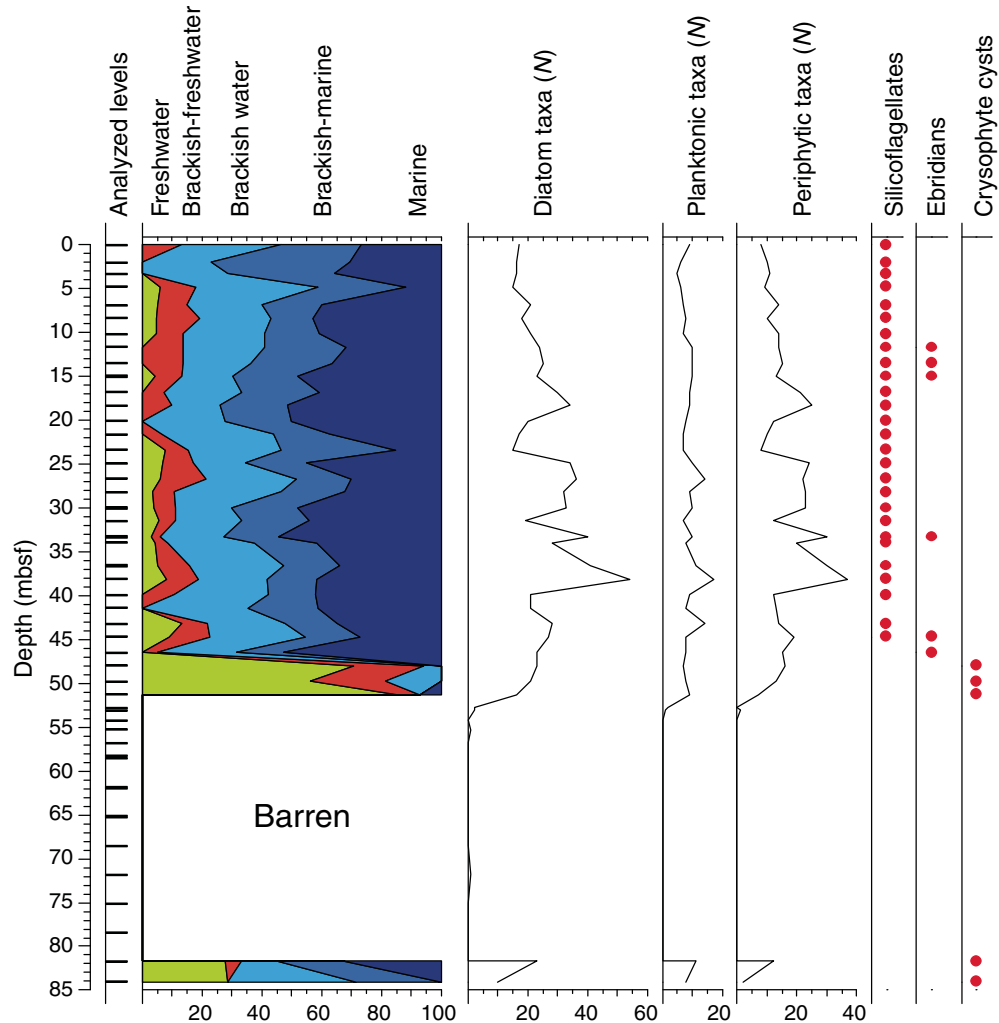 Analyzed levels
Freshwater
Brackish-freshwater
Brackish water
Brackish-marine
Marine
Diatom taxa (N)
Planktonic taxa (N)
Periphytic taxa (N)
Silicoflagellates
Ebridians
Crysophyte cysts
Depth (mbsf)
0
5
10
15
20
25
30
35
40
45
50
55
60
65
70
75
80
85
Barren
20 40 60 80 100
20 40 60
20
20 40